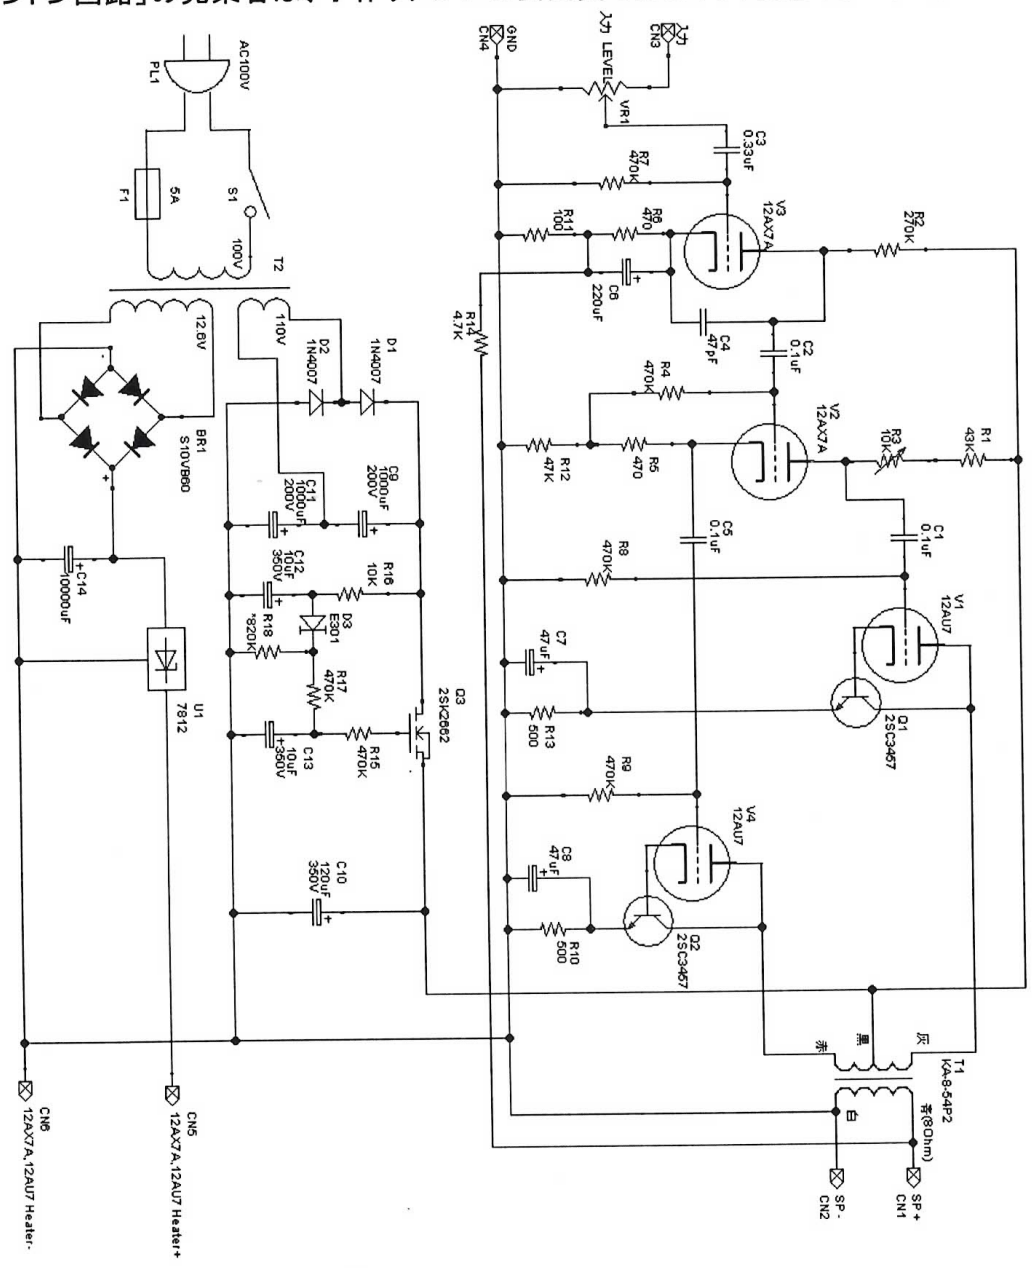 入力
CN3
GND
CN4
入力 LEVEL
VR1
C3
0.33uF
R7
470K
V3
12AX7A
R2
270K
R11
100
R6
470
C6
220uF
R14
4.7K
C4
47pF
C2
0.1uF
R4
470K
V2
12AX7A
R3
10K
R1
43K
R12
47K
R5
470
C5
0.1uF
C1
0.1uF
R8
470K
V1
12AU7
C7
47uF
R13
500
Q1
2SC3467
R9
470K
V4
12AU7
C8
47uF
R10
500
Q2
2SC3467
灰
黒
赤
T1
KA-8-54P2
青(8Ohm)
白
SP+
CN1
SP-
CN2
AC100V
PL1
5A
F1
S1
100V
T2
12.6V
110V
D2
1N4007
D1
1N4007
BR1
S10VB60
C14
10000uF
U1
7812
C11
1000uF
200V
C9
1000uF
200V
C12
10uF
350V
R16
10K
D3
E301
R18
*820K
R17
470K
C13
10uF
350V
R15
470K
Q3
2SK2662
C10
120uF
350V
CN5
12AX7A,12AU7 Heater+
CN6
12AX7A,12AU7 Heater-